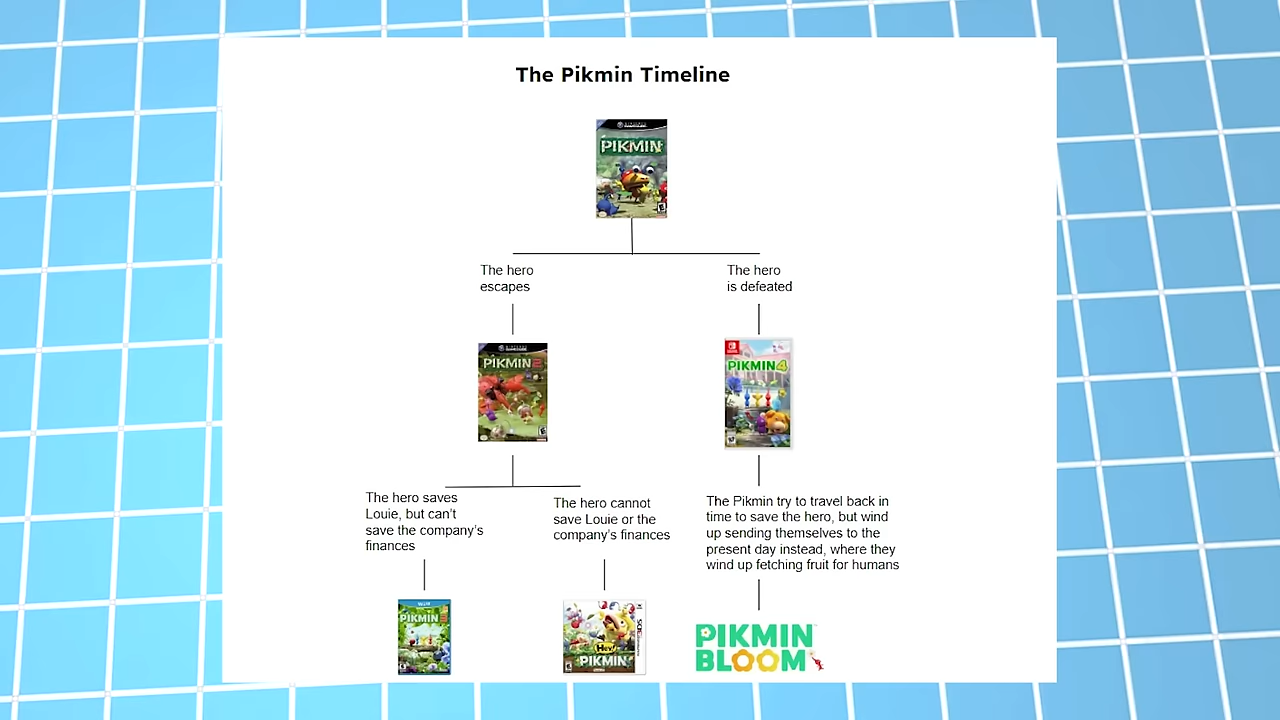 The Pikmin Timeline
PIKMIN
The hero
escapes
The hero
is defeated
PIKMIN 2
PIKMIN 4
The hero saves
Louie, but can't
save the company's
finances
The hero cannot
save Louie or the
company's finances
The Pikmin try to travel back in
time to save the hero, but wind
up sending themselves to the
present day instead, where they
wind up fetching fruit for humans
Wii U
PIKMIN 3
Hey!
PIKMIN
PIKMIN
BLOOM